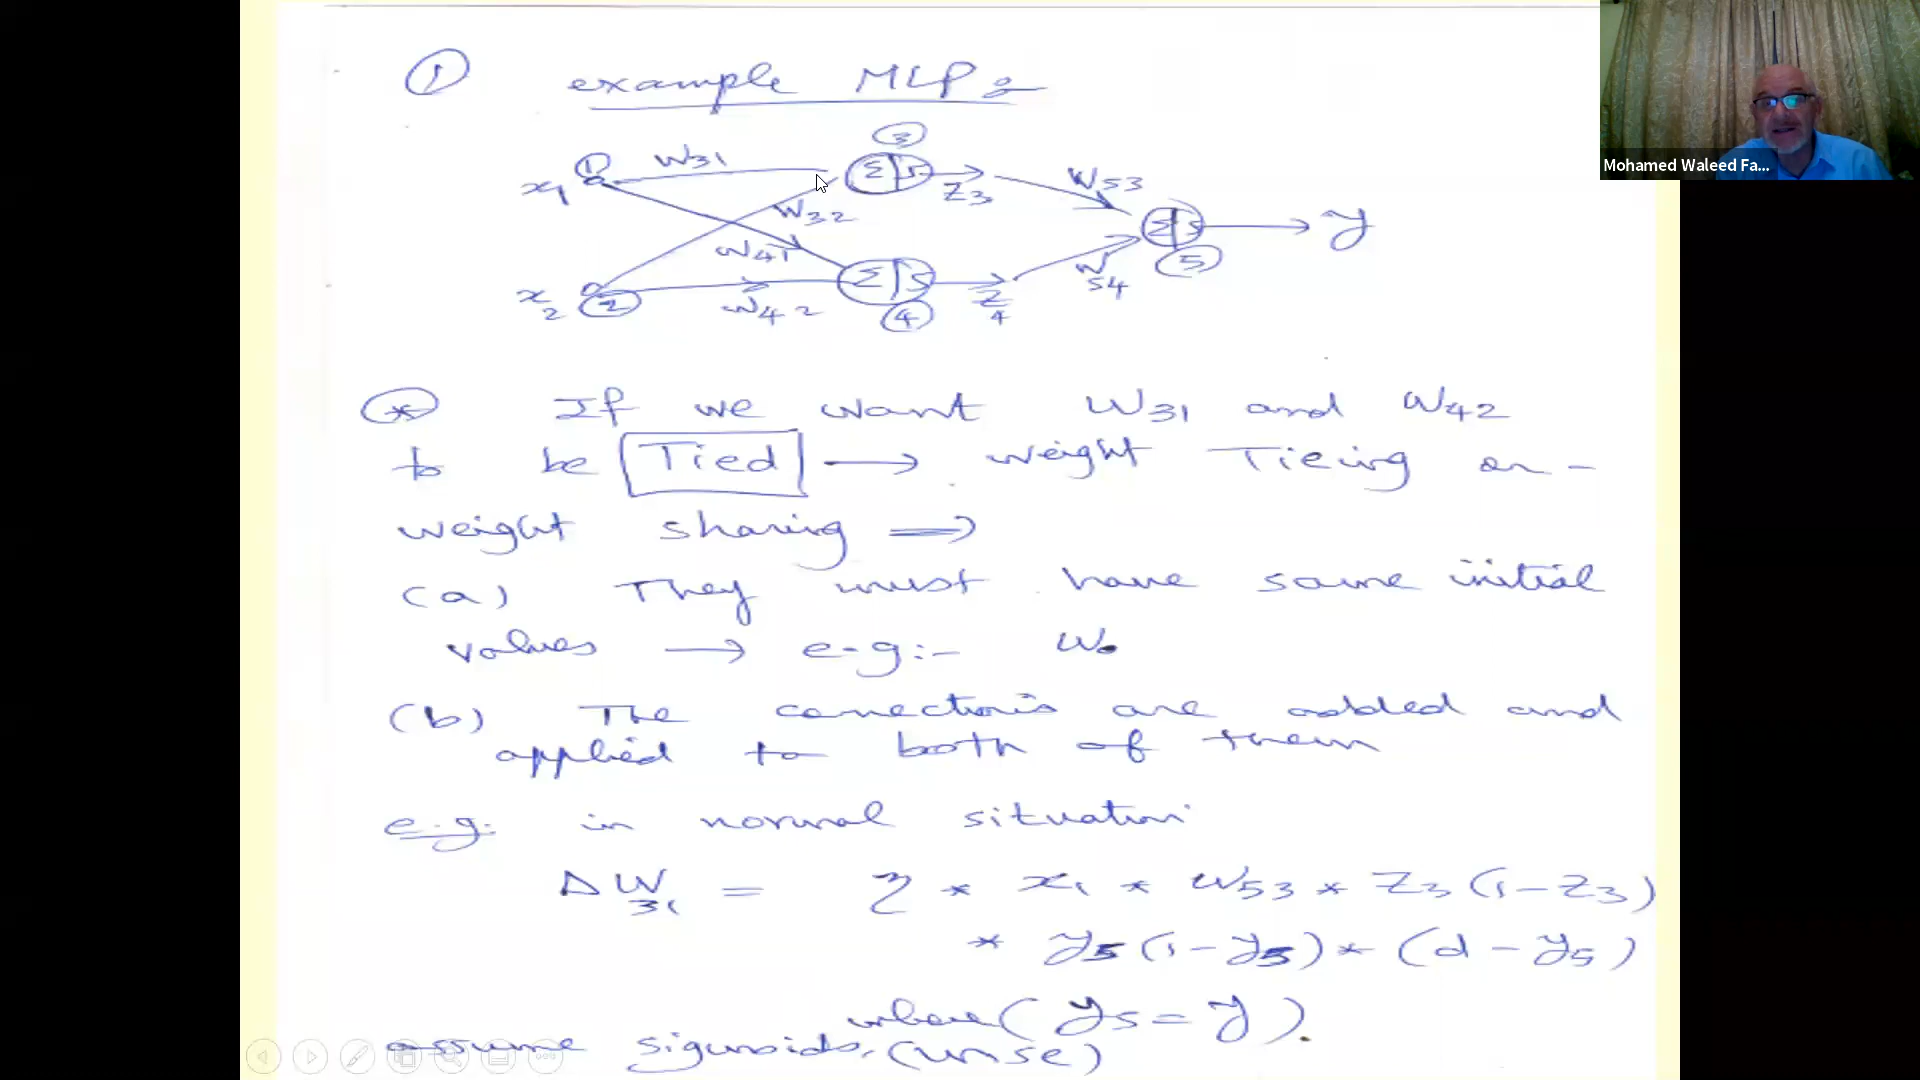 ① example MLP :-
③
x1 ① W31 Σ|S Z3 W53
W32 Σ|S y
W41 ⑤
x2 ② W42 Σ|S Z4 W54
④
Mohamed Waleed Fa...
* If we want W31 and W42
to be Tied → weight Tieing or -
weight sharing ⇒
(a) They must have same initial
values → e-g:- Wo
(b) The corrections are added and
applied to both of them
e.g. in normal situation
ΔW31 = η * x1 * W53 * Z3 (1 - Z3)
* y5 (1 - y5) * (d - y5)
where (y5 = y).
assume sigmoids, (MSE)